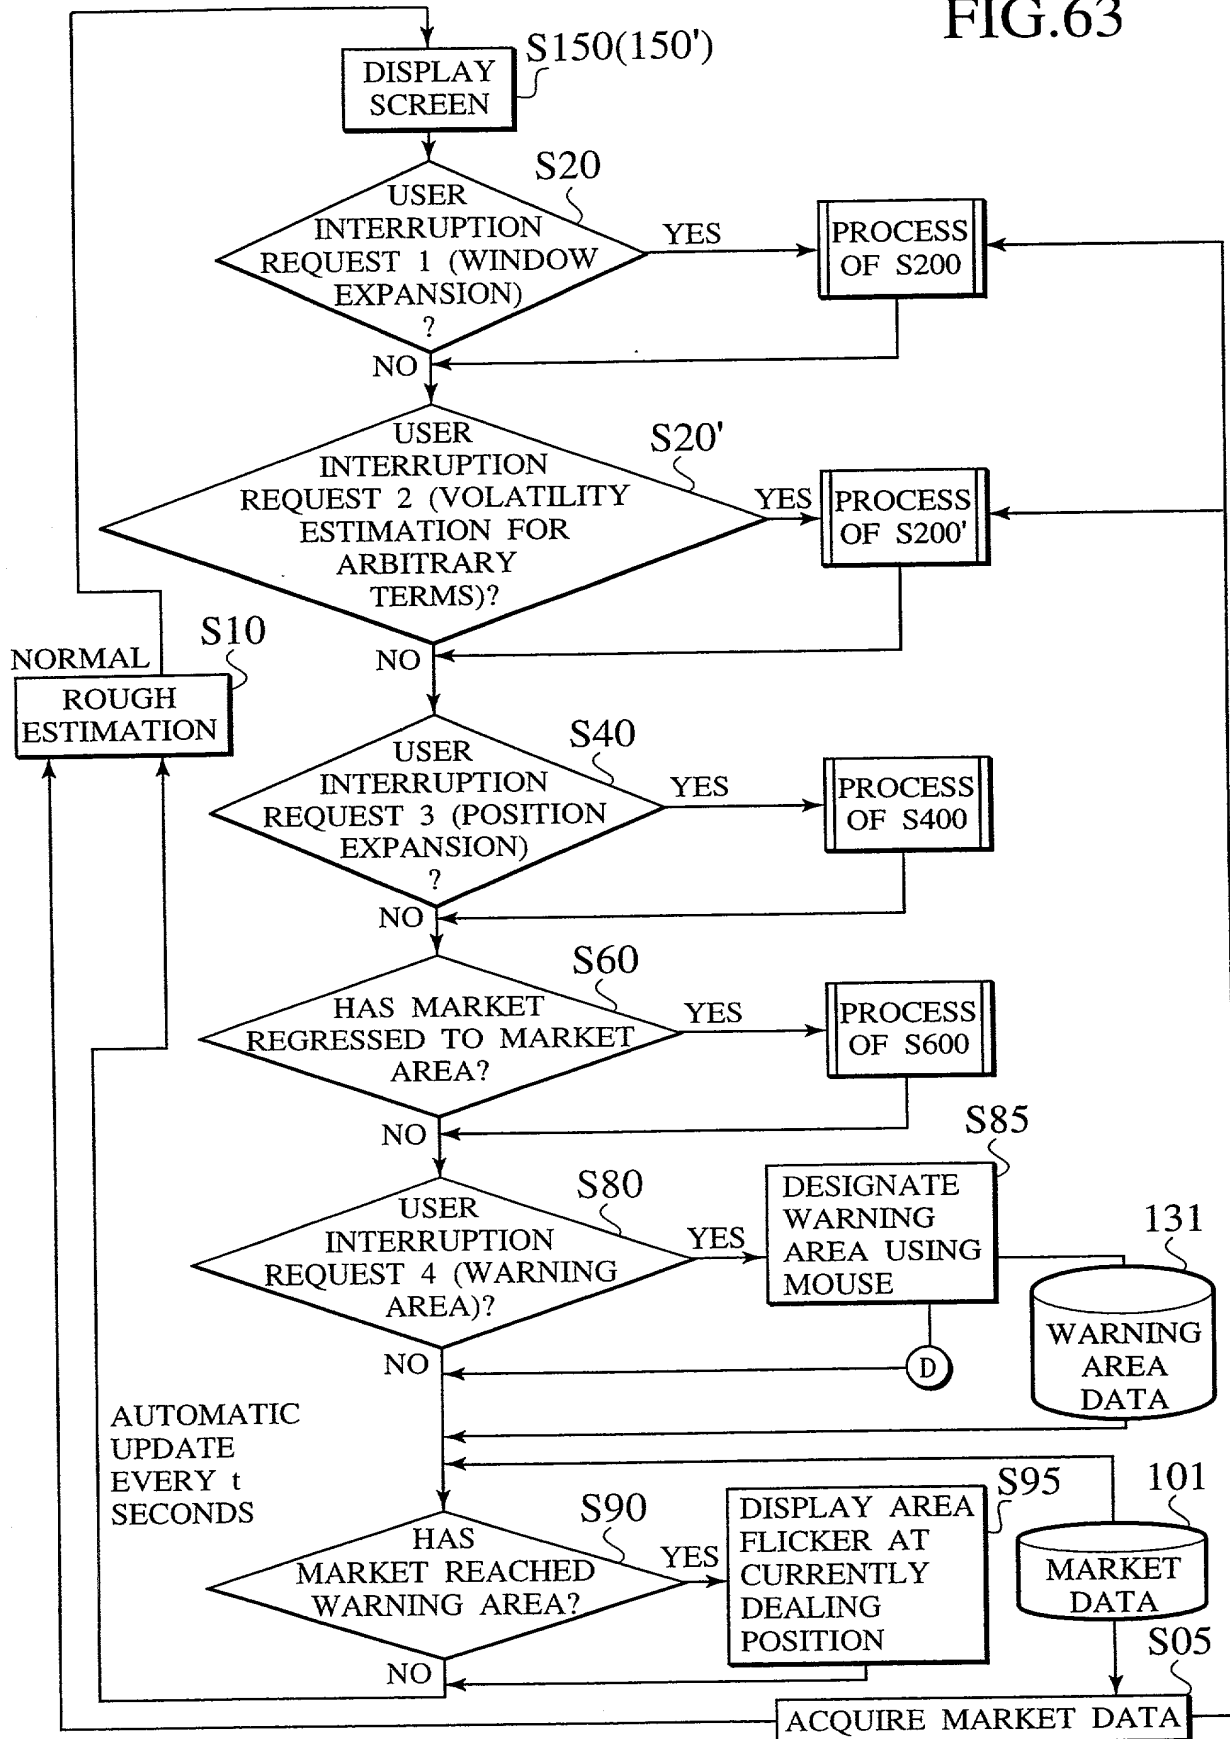 FIG.63
S150(150')
DISPLAY
SCREEN
S20
USER
INTERRUPTION
REQUEST 1 (WINDOW
EXPANSION)
?
YES
PROCESS
OF S200
NO
S20'
USER
INTERRUPTION
REQUEST 2 (VOLATILITY
ESTIMATION FOR
ARBITRARY
TERMS)?
YES
PROCESS
OF S200'
NO
S10
NORMAL
ROUGH
ESTIMATION
S40
USER
INTERRUPTION
REQUEST 3 (POSITION
EXPANSION)
?
YES
PROCESS
OF S400
NO
S60
HAS MARKET
REGRESSED TO MARKET
AREA?
YES
PROCESS
OF S600
NO
S80
USER
INTERRUPTION
REQUEST 4 (WARNING
AREA)?
YES
S85
DESIGNATE
WARNING
AREA USING
MOUSE
131
WARNING
AREA
DATA
NO
D
AUTOMATIC
UPDATE
EVERY t
SECONDS
S90
HAS
MARKET REACHED
WARNING AREA?
YES
S95
DISPLAY AREA
FLICKER AT
CURRENTLY
DEALING
POSITION
101
MARKET
DATA
NO
S05
ACQUIRE MARKET DATA